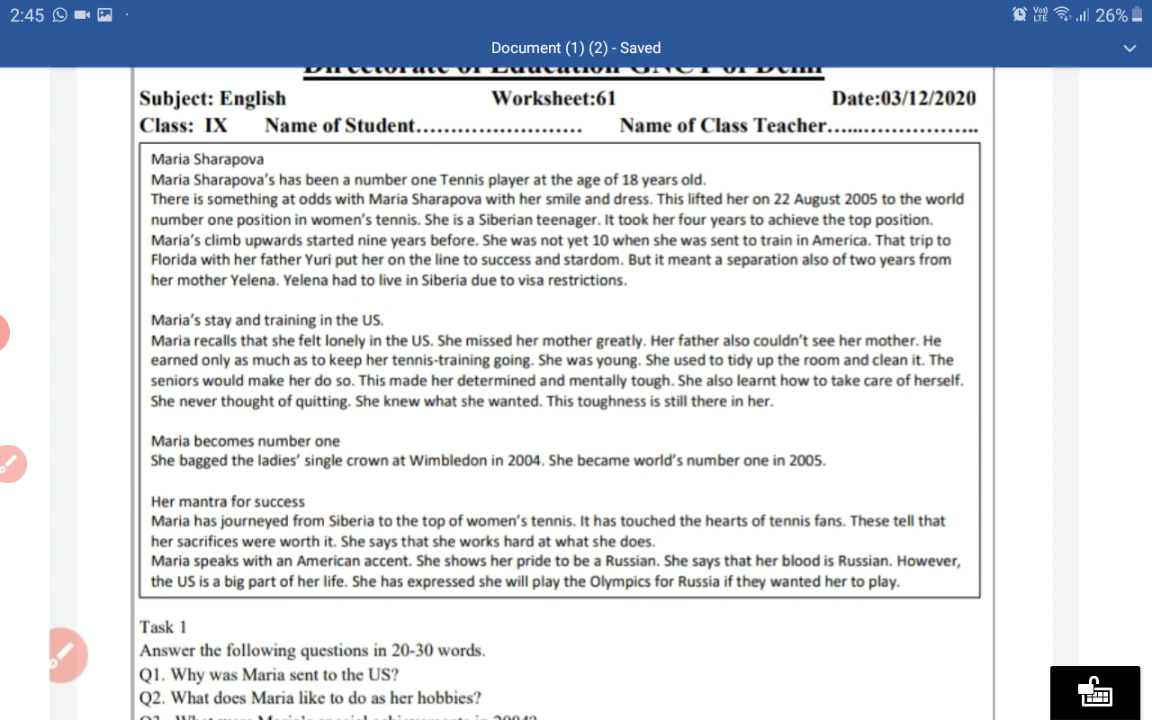 2:45
Vo)) LTE 26%
Document (1) (2) - Saved
Directorate of Education GNCT of Delhi
Subject: English Worksheet:61 Date:03/12/2020
Class: IX Name of Student........................ Name of Class Teacher......................
Maria Sharapova
Maria Sharapova's has been a number one Tennis player at the age of 18 years old.
There is something at odds with Maria Sharapova with her smile and dress. This lifted her on 22 August 2005 to the world
number one position in women's tennis. She is a Siberian teenager. It took her four years to achieve the top position.
Maria's climb upwards started nine years before. She was not yet 10 when she was sent to train in America. That trip to
Florida with her father Yuri put her on the line to success and stardom. But it meant a separation also of two years from
her mother Yelena. Yelena had to live in Siberia due to visa restrictions.
Maria's stay and training in the US.
Maria recalls that she felt lonely in the US. She missed her mother greatly. Her father also couldn't see her mother. He
earned only as much as to keep her tennis-training going. She was young. She used to tidy up the room and clean it. The
seniors would make her do so. This made her determined and mentally tough. She also learnt how to take care of herself.
She never thought of quitting. She knew what she wanted. This toughness is still there in her.
Maria becomes number one
She bagged the ladies' single crown at Wimbledon in 2004. She became world's number one in 2005.
Her mantra for success
Maria has journeyed from Siberia to the top of women's tennis. It has touched the hearts of tennis fans. These tell that
her sacrifices were worth it. She says that she works hard at what she does.
Maria speaks with an American accent. She shows her pride to be a Russian. She says that her blood is Russian. However,
the US is a big part of her life. She has expressed she will play the Olympics for Russia if they wanted her to play.
Task 1
Answer the following questions in 20-30 words.
Q1. Why was Maria sent to the US?
Q2. What does Maria like to do as her hobbies?